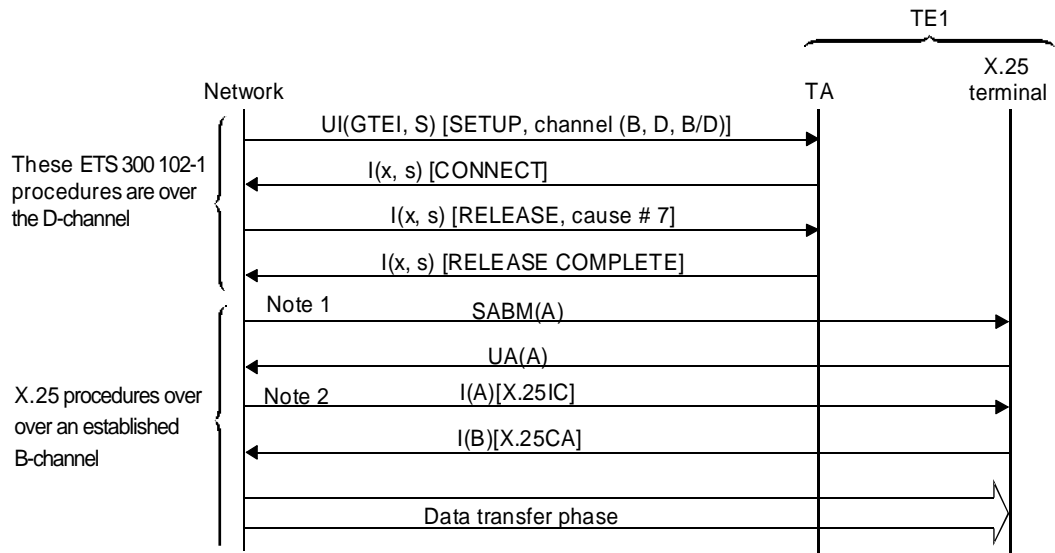 TE1
X.25
terminal
Network
TA
UI(GTEI, S) [SETUP, channel (B, D, B/D)]
These ETS 300 102-1
procedures are over
the D-channel
I(x, s) [CONNECT]
I(x, s) [RELEASE, cause # 7]
I(x, s) [RELEASE COMPLETE]
Note 1
SABM(A)
UA(A)
X.25 procedures over
over an established
B-channel
Note 2
I(A)[X.25IC]
I(B)[X.25CA]
Data transfer phase